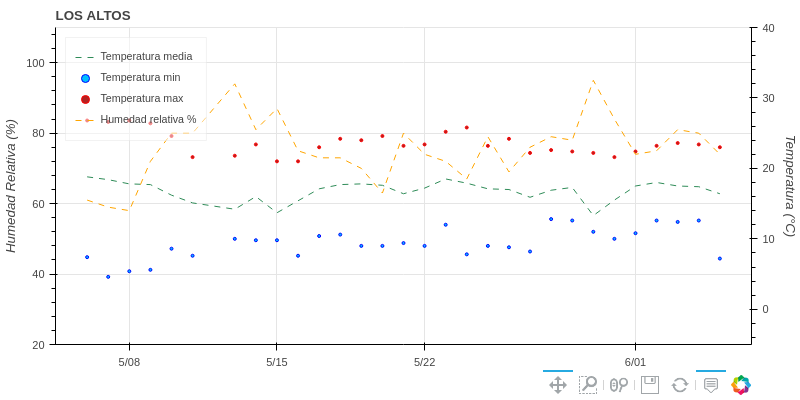 LOS ALTOS
Temperatura media
Temperatura min
Temperatura max
Humedad relativa %
Humedad Relativa (%)
100
80
60
40
20
Temperatura (°C)
40
30
20
10
0
5/08
5/15
5/22
6/01